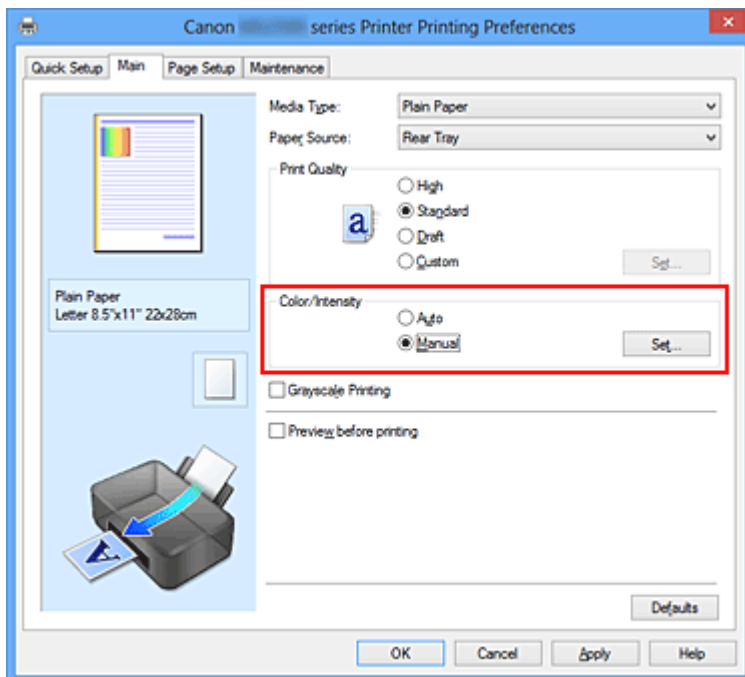 Canon series Printer Printing Preferences
Quick Setup Main Page Setup Maintenance
Media Type: Plain Paper
Paper Source: Rear Tray
Print Quality
High
Standard
Draft
Custom Set...
Plain Paper
Letter 8.5"x11" 22x28cm
Color/Intensity
Auto
Manual Set...
Grayscale Printing
Preview before printing
Defaults
OK Cancel Apply Help